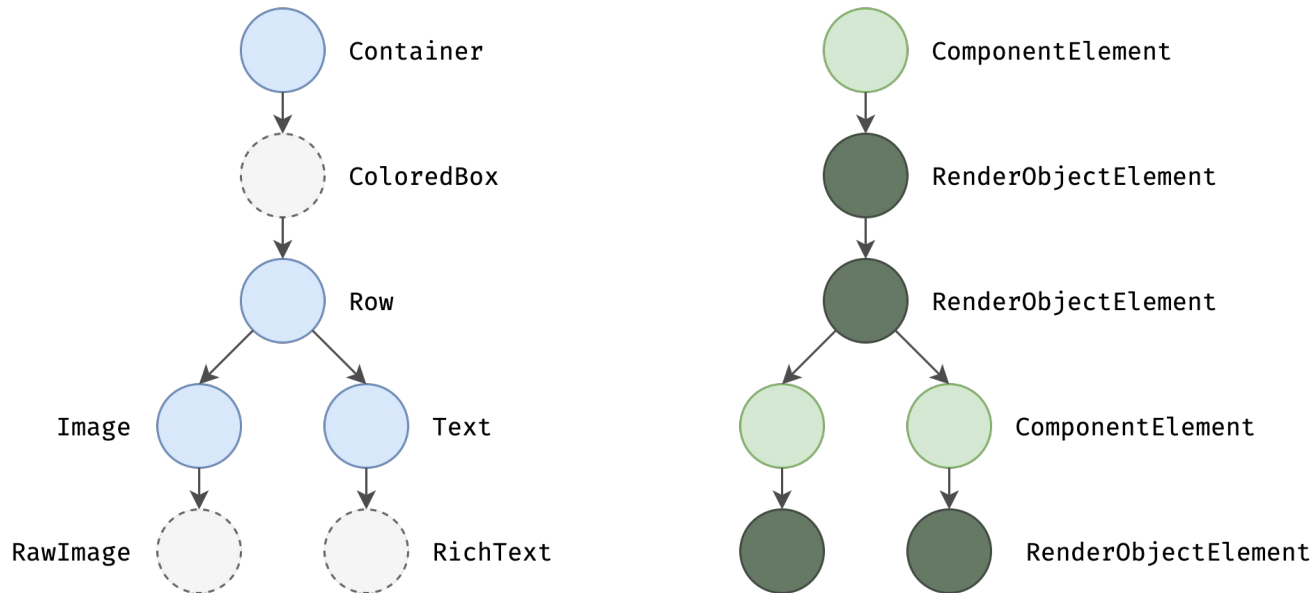 Container
ComponentElement
ColoredBox
RenderObjectElement
Row
RenderObjectElement
Image
Text
ComponentElement
RawImage
RichText
RenderObjectElement